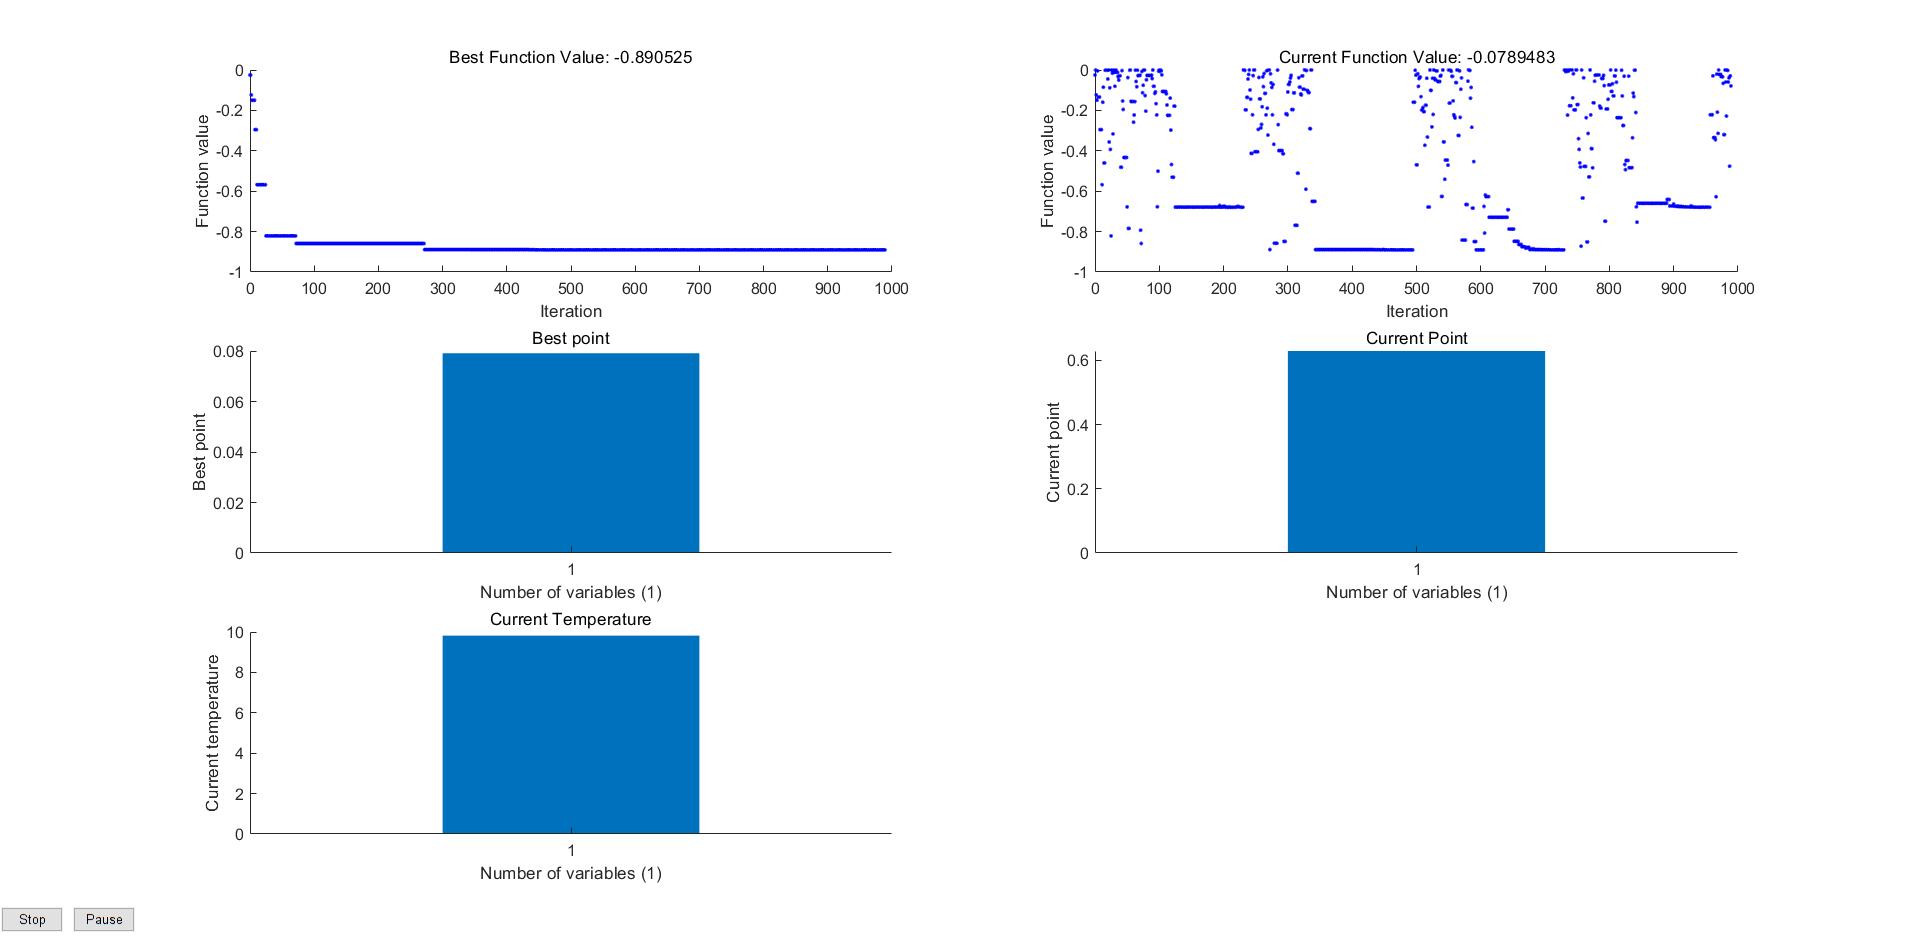 Best Function Value: -0.890525
0
-0.2
-0.4
-0.6
-0.8
-1
Function value
0 100 200 300 400 500 600 700 800 900 1000
Iteration
Current Function Value: -0.0789483
0
-0.2
-0.4
-0.6
-0.8
-1
Function value
0 100 200 300 400 500 600 700 800 900 1000
Iteration
Best point
0.08
0.06
0.04
0.02
0
Best point
1
Number of variables (1)
Current Point
0.6
0.4
0.2
0
Current point
1
Number of variables (1)
Current Temperature
10
8
6
4
2
0
Current temperature
1
Number of variables (1)
Stop Pause